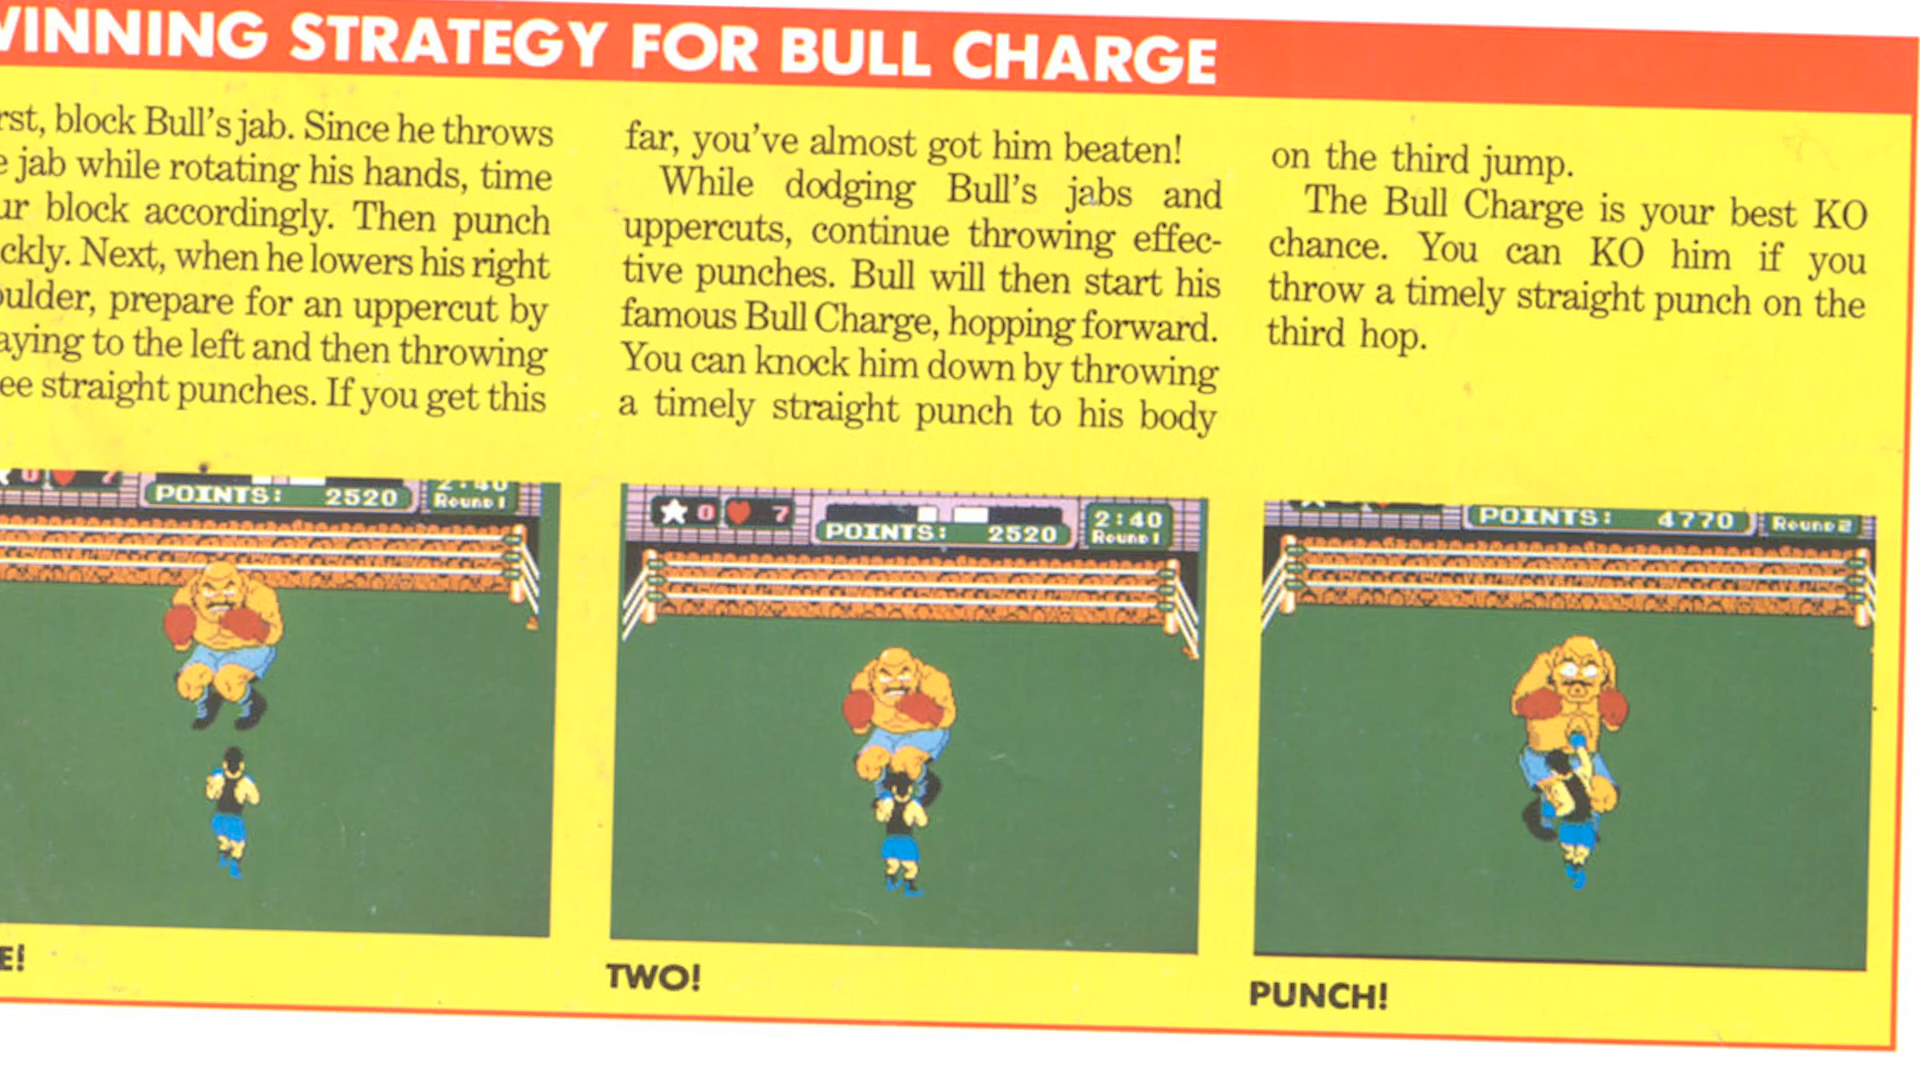 WINNING STRATEGY FOR BULL CHARGE
rst, block Bull's jab. Since he throws
e jab while rotating his hands, time
ur block accordingly. Then punch
ckly. Next, when he lowers his right
oulder, prepare for an uppercut by
aying to the left and then throwing
ee straight punches. If you get this
far, you've almost got him beaten!
While dodging Bull's jabs and
uppercuts, continue throwing effec-
tive punches. Bull will then start his
famous Bull Charge, hopping forward.
You can knock him down by throwing
a timely straight punch to his body
on the third jump.
The Bull Charge is your best KO
chance. You can KO him if you
throw a timely straight punch on the
third hop.
0 7 2:40
POINTS: 2520 Round 1
E!
0 7 2:40
POINTS: 2520 Round 1
TWO!
POINTS: 4770 Round 2
PUNCH!